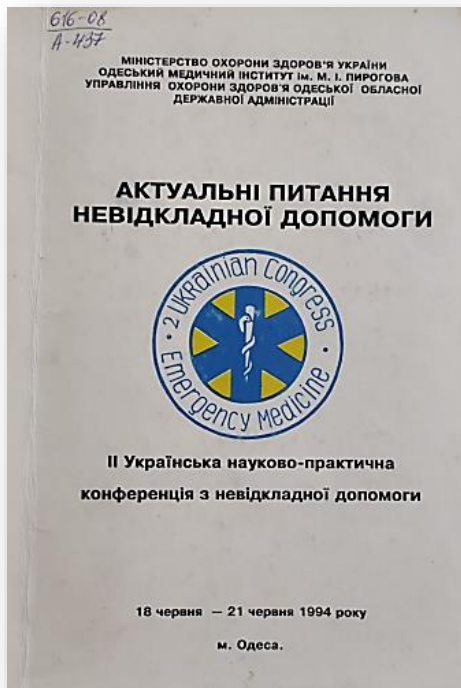 616-08
А-437
МІНІСТЕРСТВО ОХОРОНИ ЗДОРОВ'Я УКРАЇНИ
ОДЕСЬКИЙ МЕДИЧНИЙ ІНСТИТУТ ім. М. І. ПИРОГОВА
УПРАВЛІННЯ ОХОРОНИ ЗДОРОВ'Я ОДЕСЬКОЇ ОБЛАСНОЇ
ДЕРЖАВНОЇ АДМІНІСТРАЦІЇ
АКТУАЛЬНІ ПИТАННЯ
НЕВІДКЛАДНОЇ ДОПОМОГИ
• 2 Ukrainian Congress •
Emergency Medicine
II Українська науково-практична
конференція з невідкладної допомоги
18 червня — 21 червня 1994 року
м. Одеса.